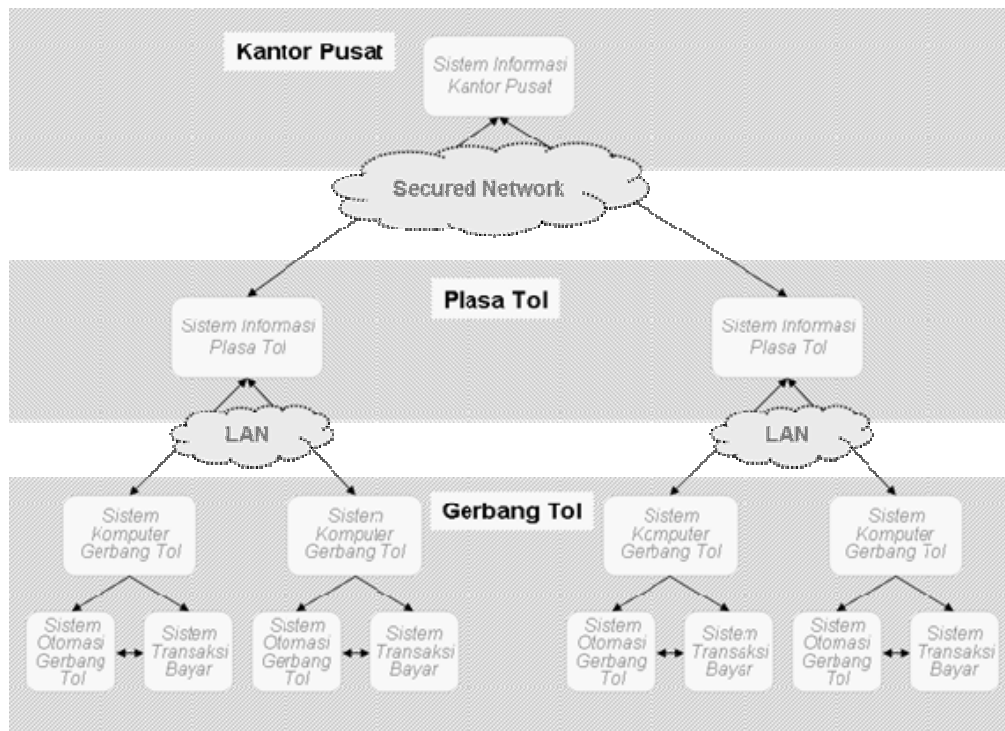 Kantor Pusat
Sistem Informasi
Kantor Pusat
Secured Network
Plasa Tol
Sistem Informasi
Plasa Tol
Sistem Informasi
Plasa Tol
LAN
LAN
Gerbang Tol
Sistem
Komputer
Gerbang Tol
Sistem
Komputer
Gerbang Tol
Sistem
Komputer
Gerbang Tol
Sistem
Komputer
Gerbang Tol
Sistem
Otomasi
Gerbang
Tol
Sistem
Transaksi
Bayar
Sistem
Otomasi
Gerbang
Tol
Sistem
Transaksi
Bayar
Sistem
Otomasi
Gerbang
Tol
Sistem
Transaksi
Bayar
Sistem
Otomasi
Gerbang
Tol
Sistem
Transaksi
Bayar